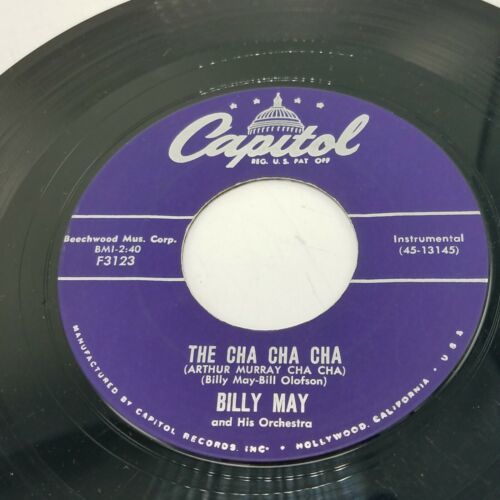 Capitol
REG. U.S. PAT OFF
Beechwood Mus. Corp.
BMI-2:40
F3123
Instrumental
(45-13145)
THE CHA CHA CHA
(ARTHUR MURRAY CHA CHA)
(Billy May-Bill Olofson)
BILLY MAY
and His Orchestra
MANUFACTURED BY CAPITOL RECORDS, INC· • HOLLYWOOD, CALIFORNIA • U S A